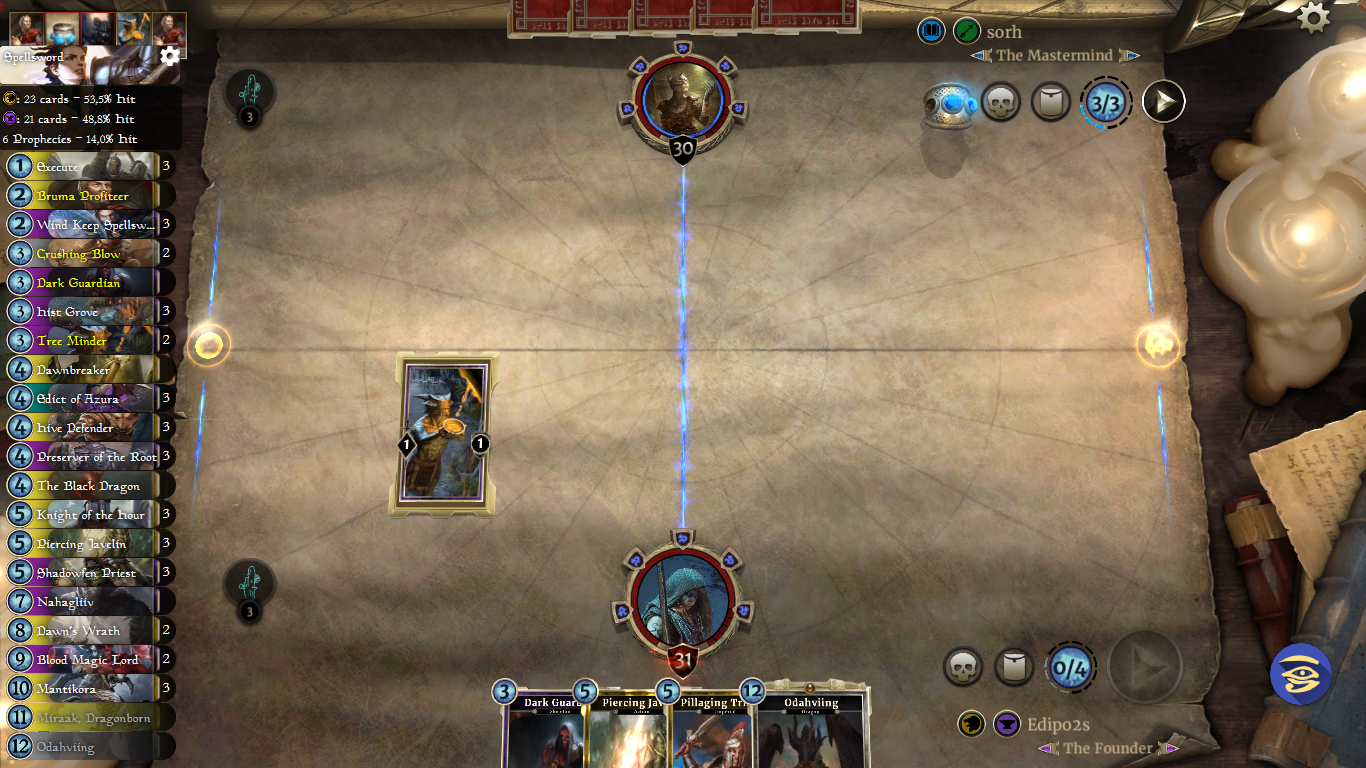 Spellsword
: 23 cards - 53,5% hit
: 21 cards - 48,8% hit
6 Prophecies - 14,0% hit
1 Execute 3
2 Bruma Profiteer
2 Wind Keep Spellsw... 3
3 Crushing Blow 2
3 Dark Guardian
3 Hist Grove 3
3 Tree Minder 2
4 Dawnbreaker
4 Edict of Azura 3
4 Hive Defender 3
4 Preserver of the Root 3
4 The Black Dragon
5 Knight of the Hour 3
5 Piercing Javelin 3
5 Shadowfen Priest 3
7 Nahagliiv
8 Dawn's Wrath 2
9 Blood Magic Lord 2
10 Mantikora 3
11 Miraak, Dragonborn
12 Odahviing
3
30
sorh
The Mastermind
3/3
1 1
3
31
0/4
Edipo2s
The Founder
3 Dark Guar
5 Piercing Ja
5 Pillaging Tri
12 Odahviing